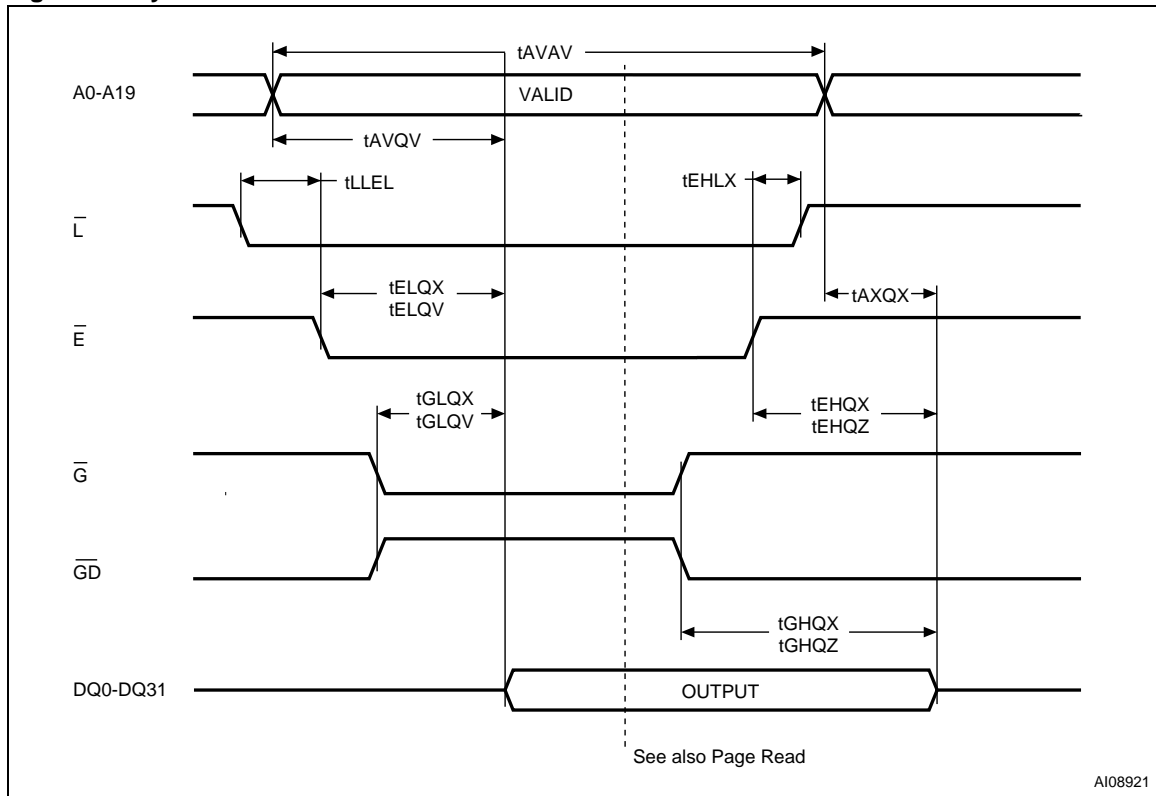 tAVAV
A0-A19
VALID
tAVQV
tLLEL
tEHLX
L̅
tELQX
tELQV
tAXQX
E̅
tGLQX
tGLQV
tEHQX
tEHQZ
G̅
G̅D̅
tGHQX
tGHQZ
DQ0-DQ31
OUTPUT
See also Page Read
AI08921